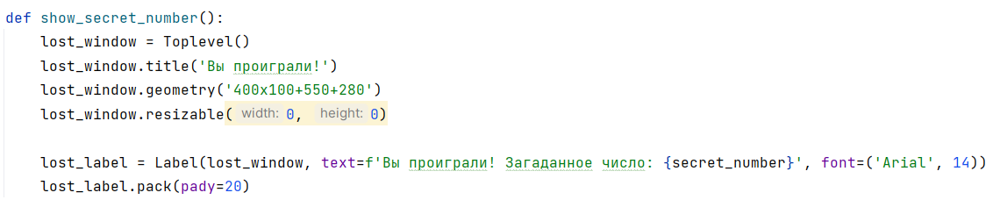 def show_secret_number():
    lost_window = Toplevel()
    lost_window.title('Вы проиграли!')
    lost_window.geometry('400x100+550+280')
    lost_window.resizable( width: 0, height: 0)
    lost_label = Label(lost_window, text=f'Вы проиграли! Загаданное число: {secret_number}', font=('Arial', 14))
    lost_label.pack(pady=20)